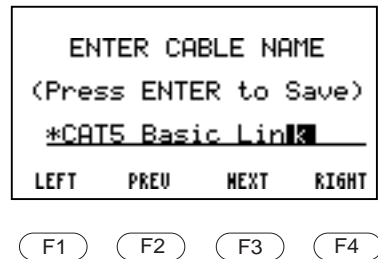 ENTER CABLE NAME
(Press ENTER to Save)
*CAT5 Basic Link
LEFT PREV NEXT RIGHT
F1 F2 F3 F4